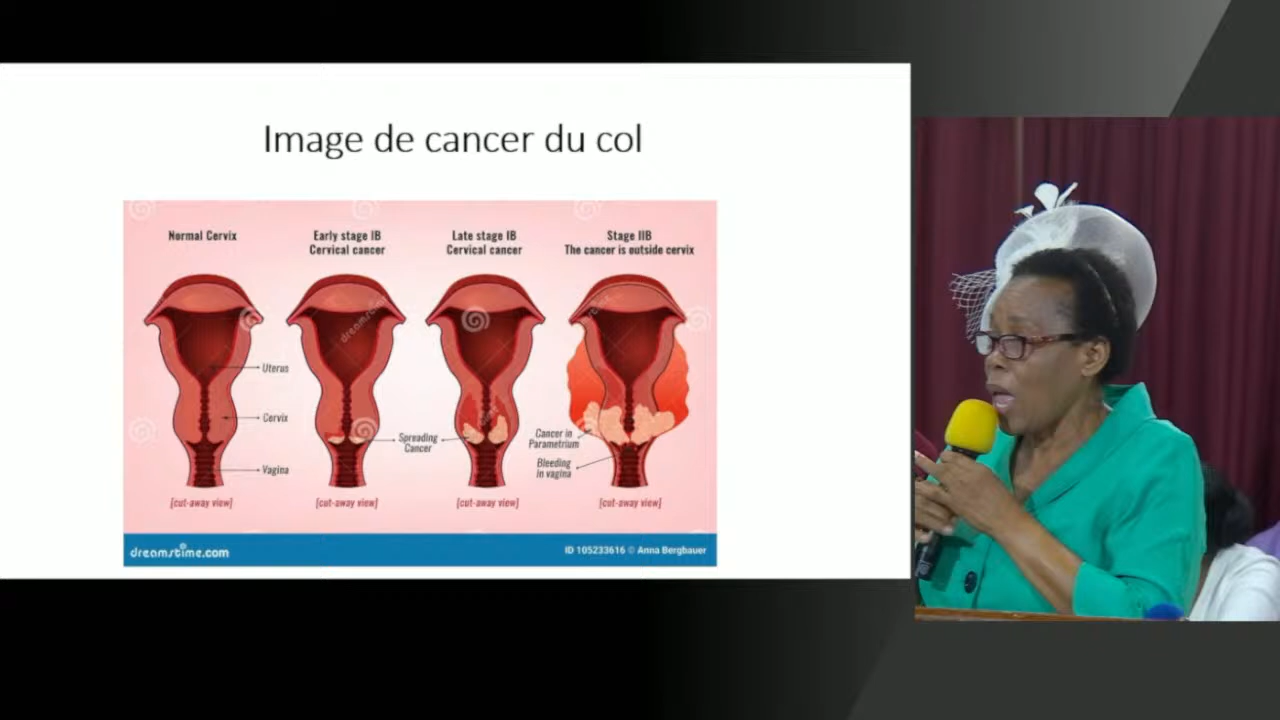 Image de cancer du col
Normal Cervix
Early stage IB
Cervical cancer
Late stage IB
Cervical cancer
Stage IIB
The cancer is outside cervix
Uterus
Cervix
Vagina
Spreading
Cancer
Cancer in
Parametrium
Bleeding
in vagina
[cut-away view]
[cut-away view]
[cut-away view]
[cut-away view]
dreamstime
dreamstime.com
ID 105233616 © Anna Bergbauer